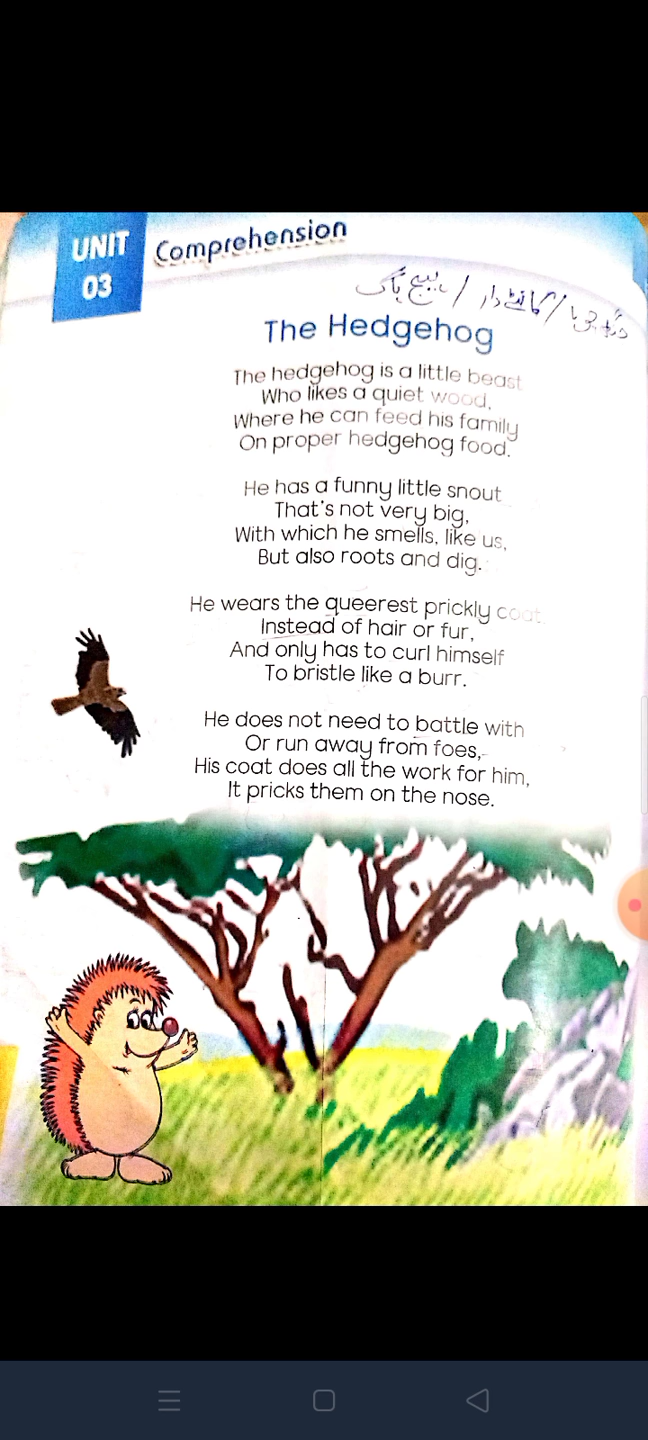 UNIT
03
Comprehension
کانٹے دار / ہیج ہاگ
The Hedgehog
The hedgehog is a little beast
Who likes a quiet wood,
Where he can feed his family
On proper hedgehog food.
He has a funny little snout
That's not very big,
With which he smells, like us,
But also roots and dig.
He wears the queerest prickly coat
Instead of hair or fur,
And only has to curl himself
To bristle like a burr.
He does not need to battle with
Or run away from foes,
His coat does all the work for him,
It pricks them on the nose.